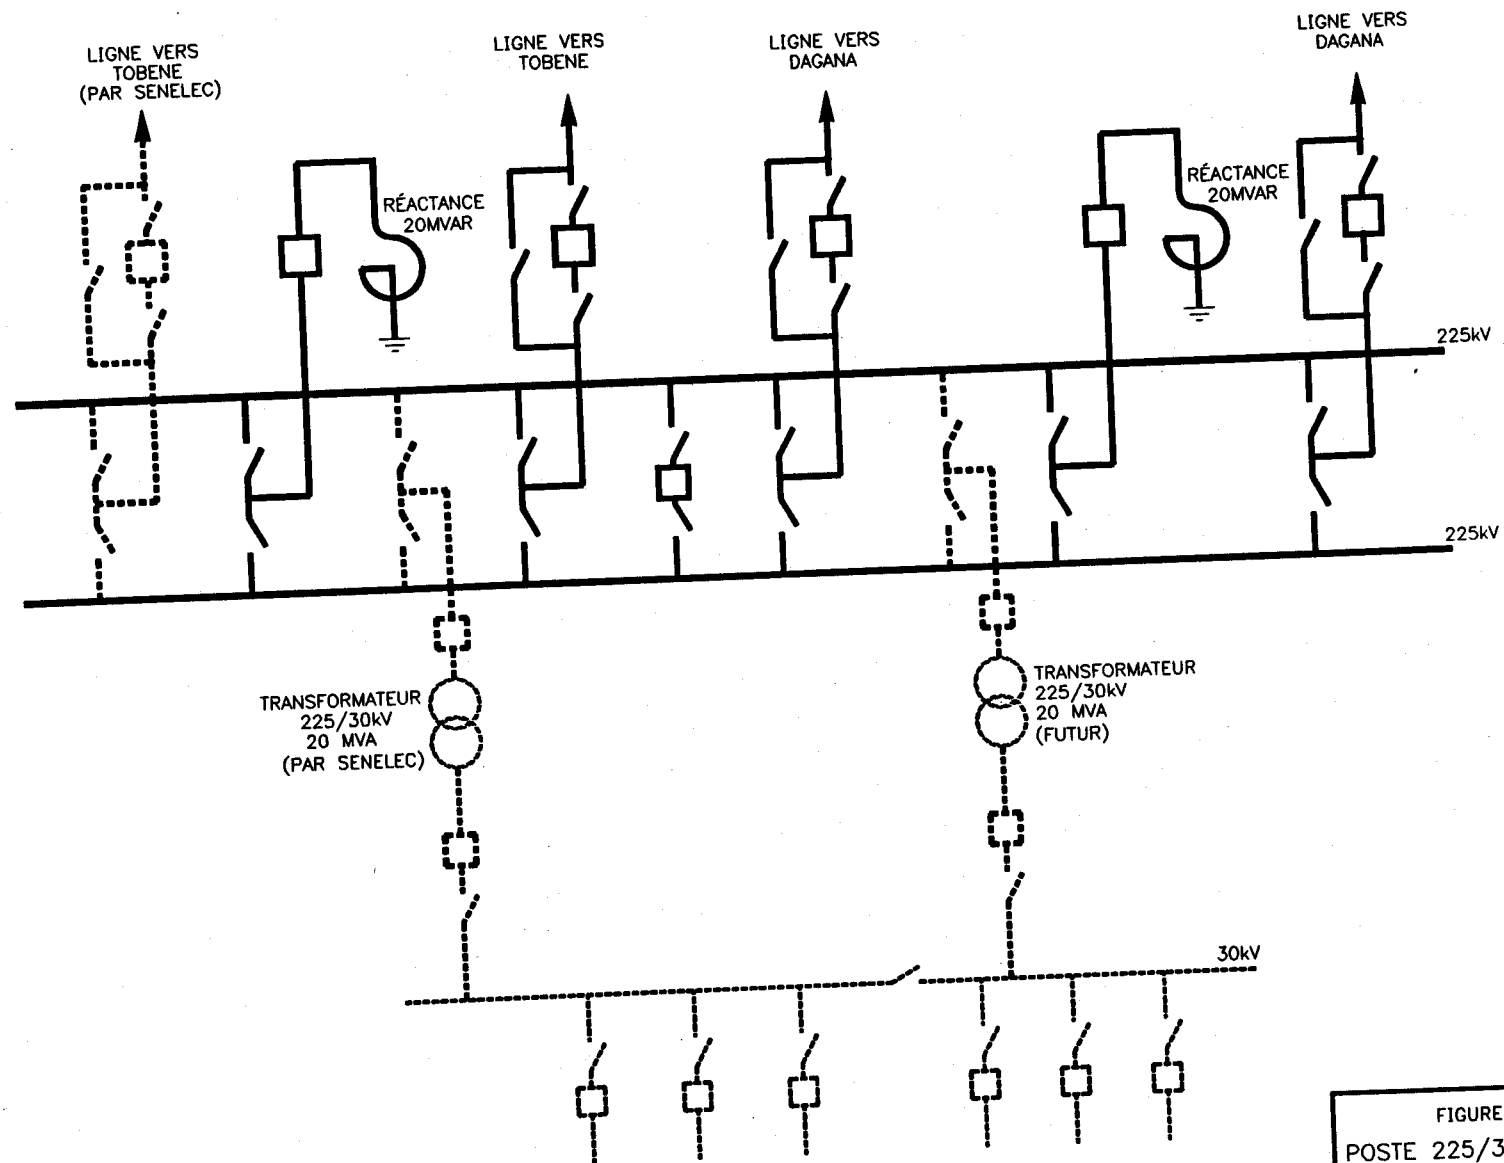 LIGNE VERS
TOBENE
(PAR SENELEC)
LIGNE VERS
TOBENE
LIGNE VERS
DAGANA
LIGNE VERS
DAGANA
RÉACTANCE
20MVAR
RÉACTANCE
20MVAR
225kV
225kV
TRANSFORMATEUR
225/30kV
20 MVA
(PAR SENELEC)
TRANSFORMATEUR
225/30kV
20 MVA
(FUTUR)
30kV
FIGURE
POSTE 225/3